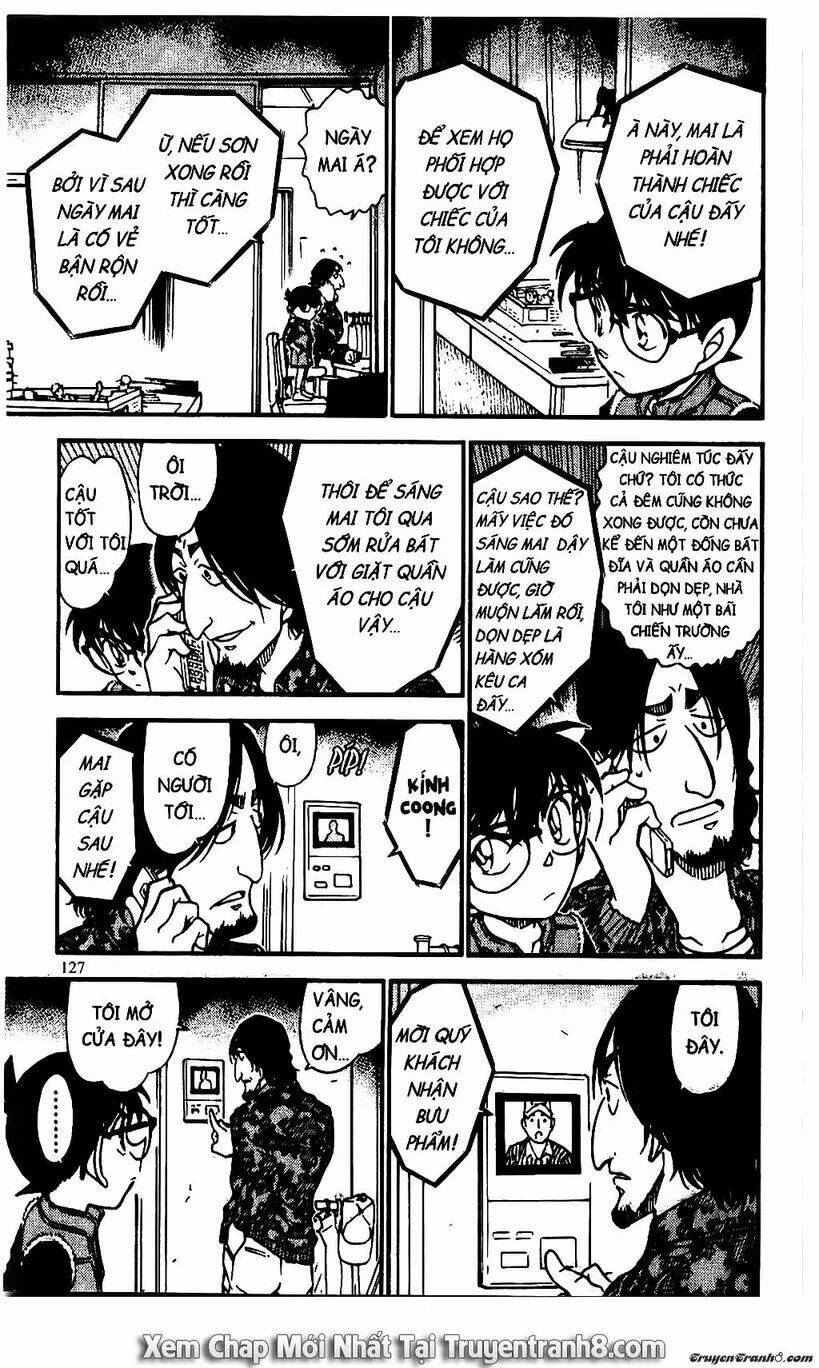 À NÀY, MAI LÀ
PHẢI HOÀN
THÀNH CHIẾC
CỦA CẬU ĐẤY
NHÉ!
ĐỂ XEM HỌ
PHỐI HỢP
ĐƯỢC VỚI
CHIẾC CỦA
TÔI KHÔNG...
NGÀY
MAI Á?
Ừ, NẾU SƠN
XONG RỒI
THÌ CÀNG
TỐT...
BỞI VÌ SAU
NGÀY MAI
LÀ CÓ VẺ
BẬN RỘN
RỒI...
CẬU NGHIÊM TÚC ĐẤY
CHỨ? TÔI CÓ THỨC
CẢ ĐÊM CŨNG KHÔNG
XONG ĐƯỢC, CÒN CHƯA
KỂ ĐẾN MỘT ĐỐNG BÁT
ĐĨA VÀ QUẦN ÁO CẦN
PHẢI DỌN DẸP, NHÀ
TÔI NHƯ MỘT BÃI
CHIẾN TRƯỜNG
ẤY...
CẬU SAO THẾ?
MẤY VIỆC ĐÓ
SÁNG MAI DẬY
LÀM CŨNG
ĐƯỢC, GIỜ
MUỘN LẮM RỒI,
DỌN DẸP LÀ
HÀNG XÓM
KÊU CA
ĐẤY...
THÔI ĐỂ SÁNG
MAI TÔI QUA
SỚM RỬA BÁT
VỚI GIẶT QUẦN
ÁO CHO CẬU
VẬY...
ÔI
TRỜI...
CẬU
TỐT
VỚI TÔI
QUÁ...
KÍNH
COONG
!
PÍP!
ÔI,
CÓ
NGƯỜI
TỚI...
MAI
GẶP
CẬU
SAU
NHÉ!
127
TÔI
ĐÂY.
MỜI QUÝ
KHÁCH
NHẬN
BƯU
PHẨM!
VÂNG,
CẢM
ƠN...
TÔI MỞ
CỬA ĐÂY!
........
Xem Chap Mới Nhất Tại Truyentranh8.com
TruyenTranh8.com